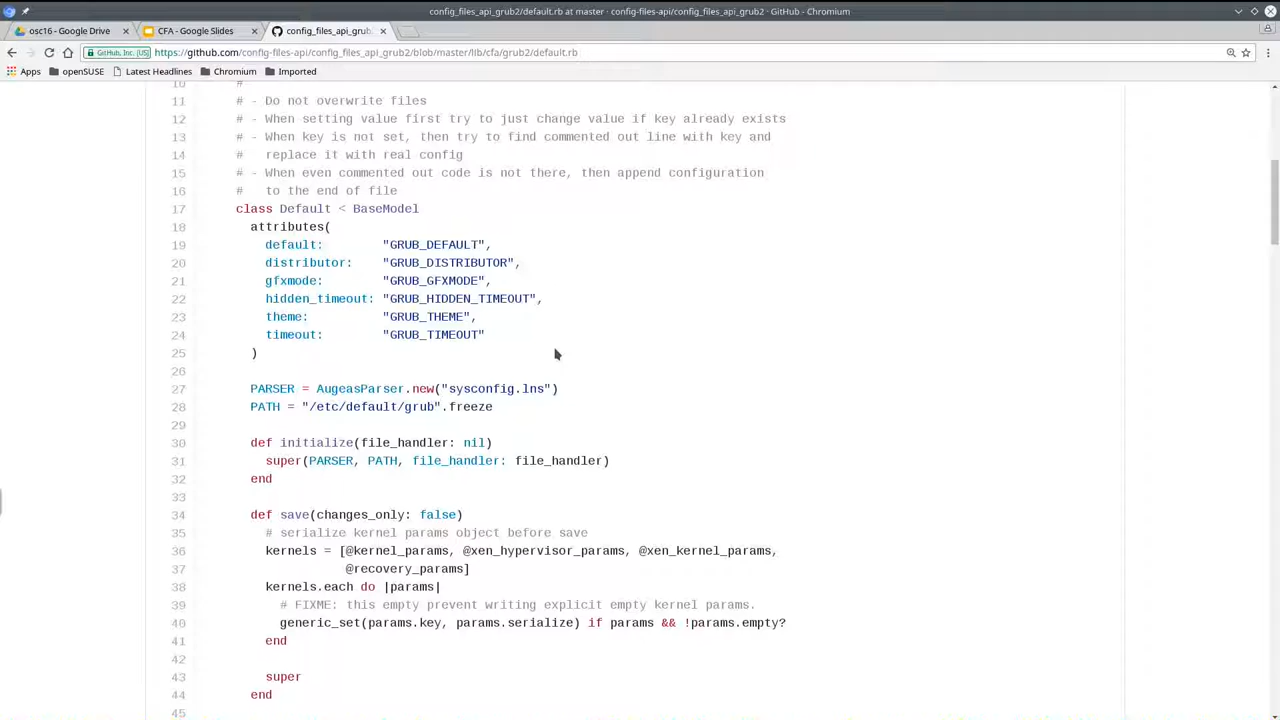 config_files_api_grub2/default.rb at master · config-files-api/config_files_api_grub2 · GitHub - Chromium
osc16 - Google Drive × CFA - Google Slides × config_files_api_grub ×
GitHub, Inc. [US] https://github.com/config-files-api/config_files_api_grub2/blob/master/lib/cfa/grub2/default.rb
Apps openSUSE Latest Headlines Chromium Imported
10 #
11 # - Do not overwrite files
12 # - When setting value first try to just change value if key already exists
13 # - When key is not set, then try to find commented out line with key and
14 #   replace it with real config
15 # - When even commented out code is not there, then append configuration
16 #   to the end of file
17 class Default < BaseModel
18   attributes(
19     default:         "GRUB_DEFAULT",
20     distributor:    "GRUB_DISTRIBUTOR",
21     gfxmode:        "GRUB_GFXMODE",
22     hidden_timeout: "GRUB_HIDDEN_TIMEOUT",
23     theme:          "GRUB_THEME",
24     timeout:        "GRUB_TIMEOUT"
25   )
26
27   PARSER = AugeasParser.new("sysconfig.lns")
28   PATH = "/etc/default/grub".freeze
29
30   def initialize(file_handler: nil)
31     super(PARSER, PATH, file_handler: file_handler)
32   end
33
34   def save(changes_only: false)
35     # serialize kernel params object before save
36     kernels = [@kernel_params, @xen_hypervisor_params, @xen_kernel_params,
37                @recovery_params]
38     kernels.each do |params|
39       # FIXME: this empty prevent writing explicit empty kernel params.
40       generic_set(params.key, params.serialize) if params && !params.empty?
41     end
42
43     super
44   end
45